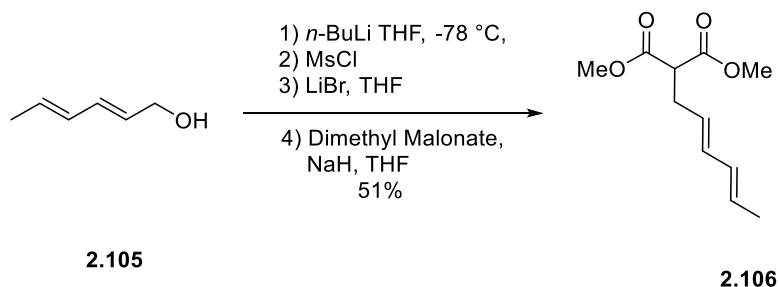 1) n-BuLi THF, -78 °C,
2) MsCl
3) LiBr, THF
4) Dimethyl Malonate,
NaH, THF
51%
OH
2.105
O O
MeO OMe
2.106